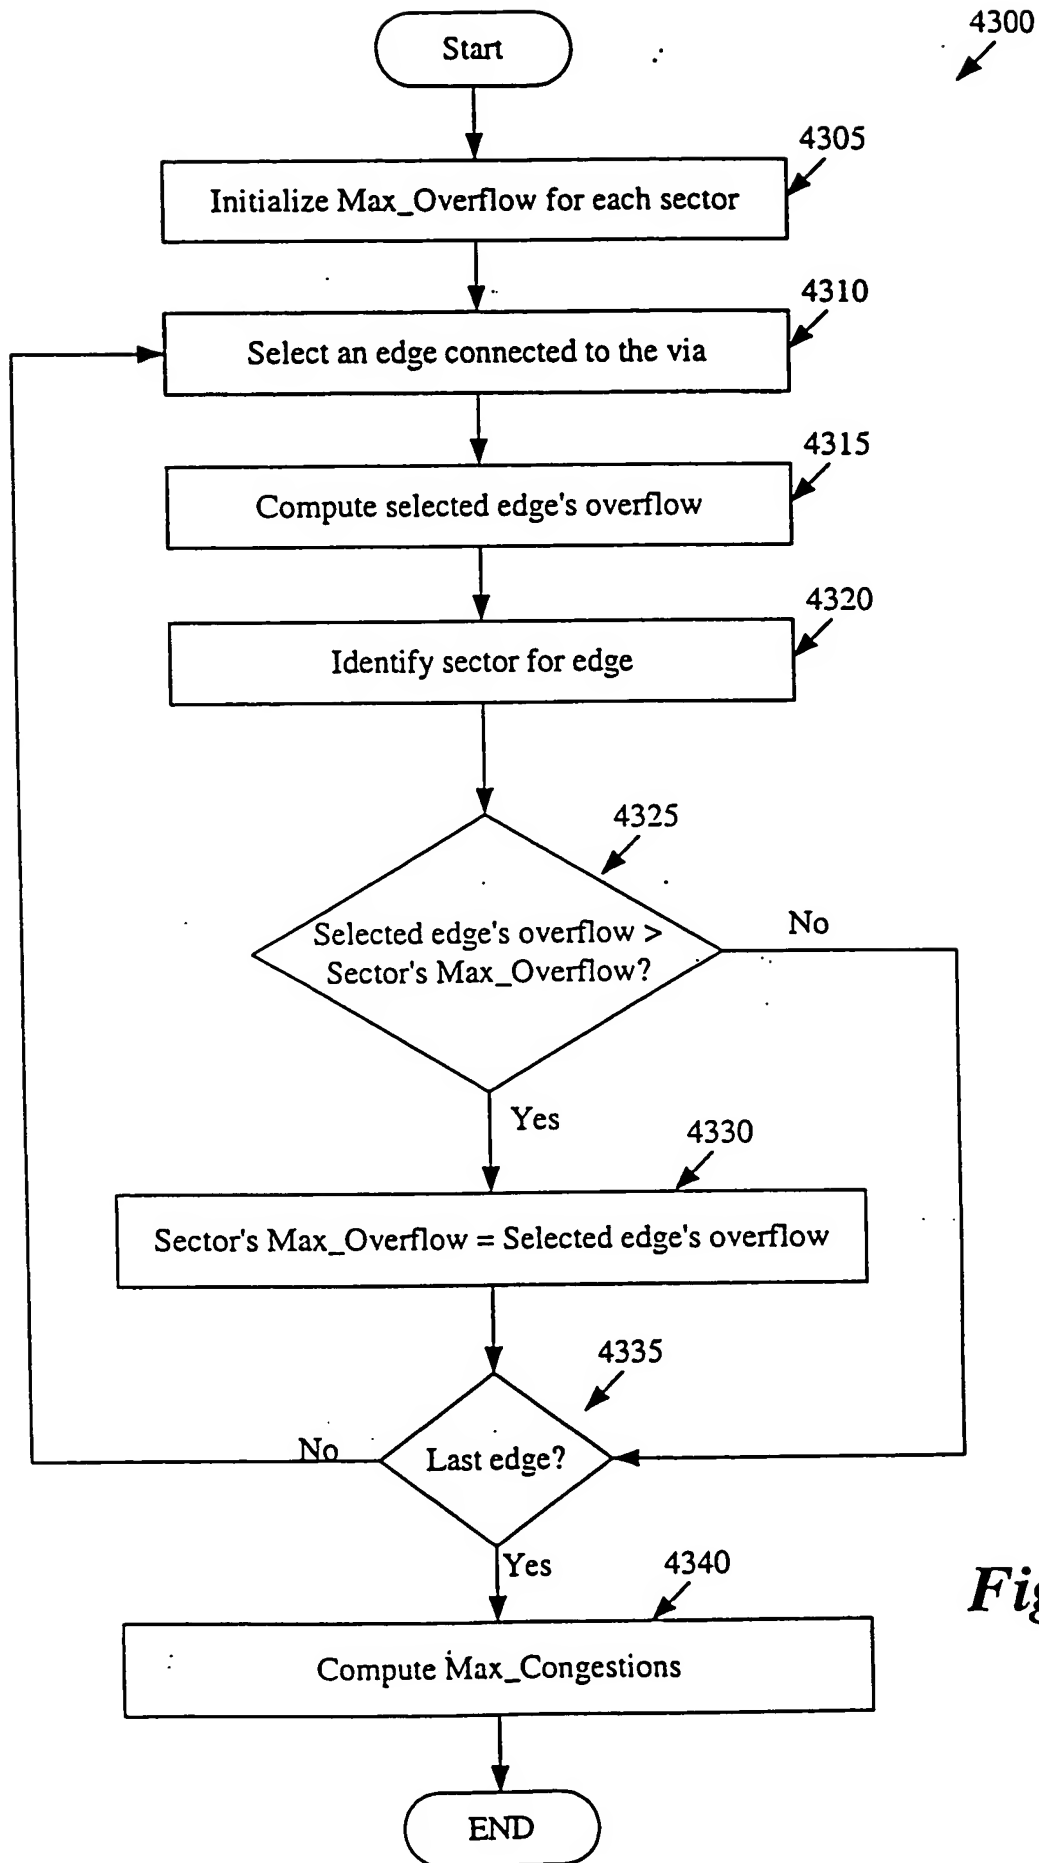 Start
4300
4305
Initialize Max_Overflow for each sector
4310
Select an edge connected to the via
4315
Compute selected edge's overflow
4320
Identify sector for edge
4325
Selected edge's overflow >
Sector's Max_Overflow?
No
Yes
4330
Sector's Max_Overflow = Selected edge's overflow
4335
Last edge?
No
Yes
4340
Compute Max_Congestions
END